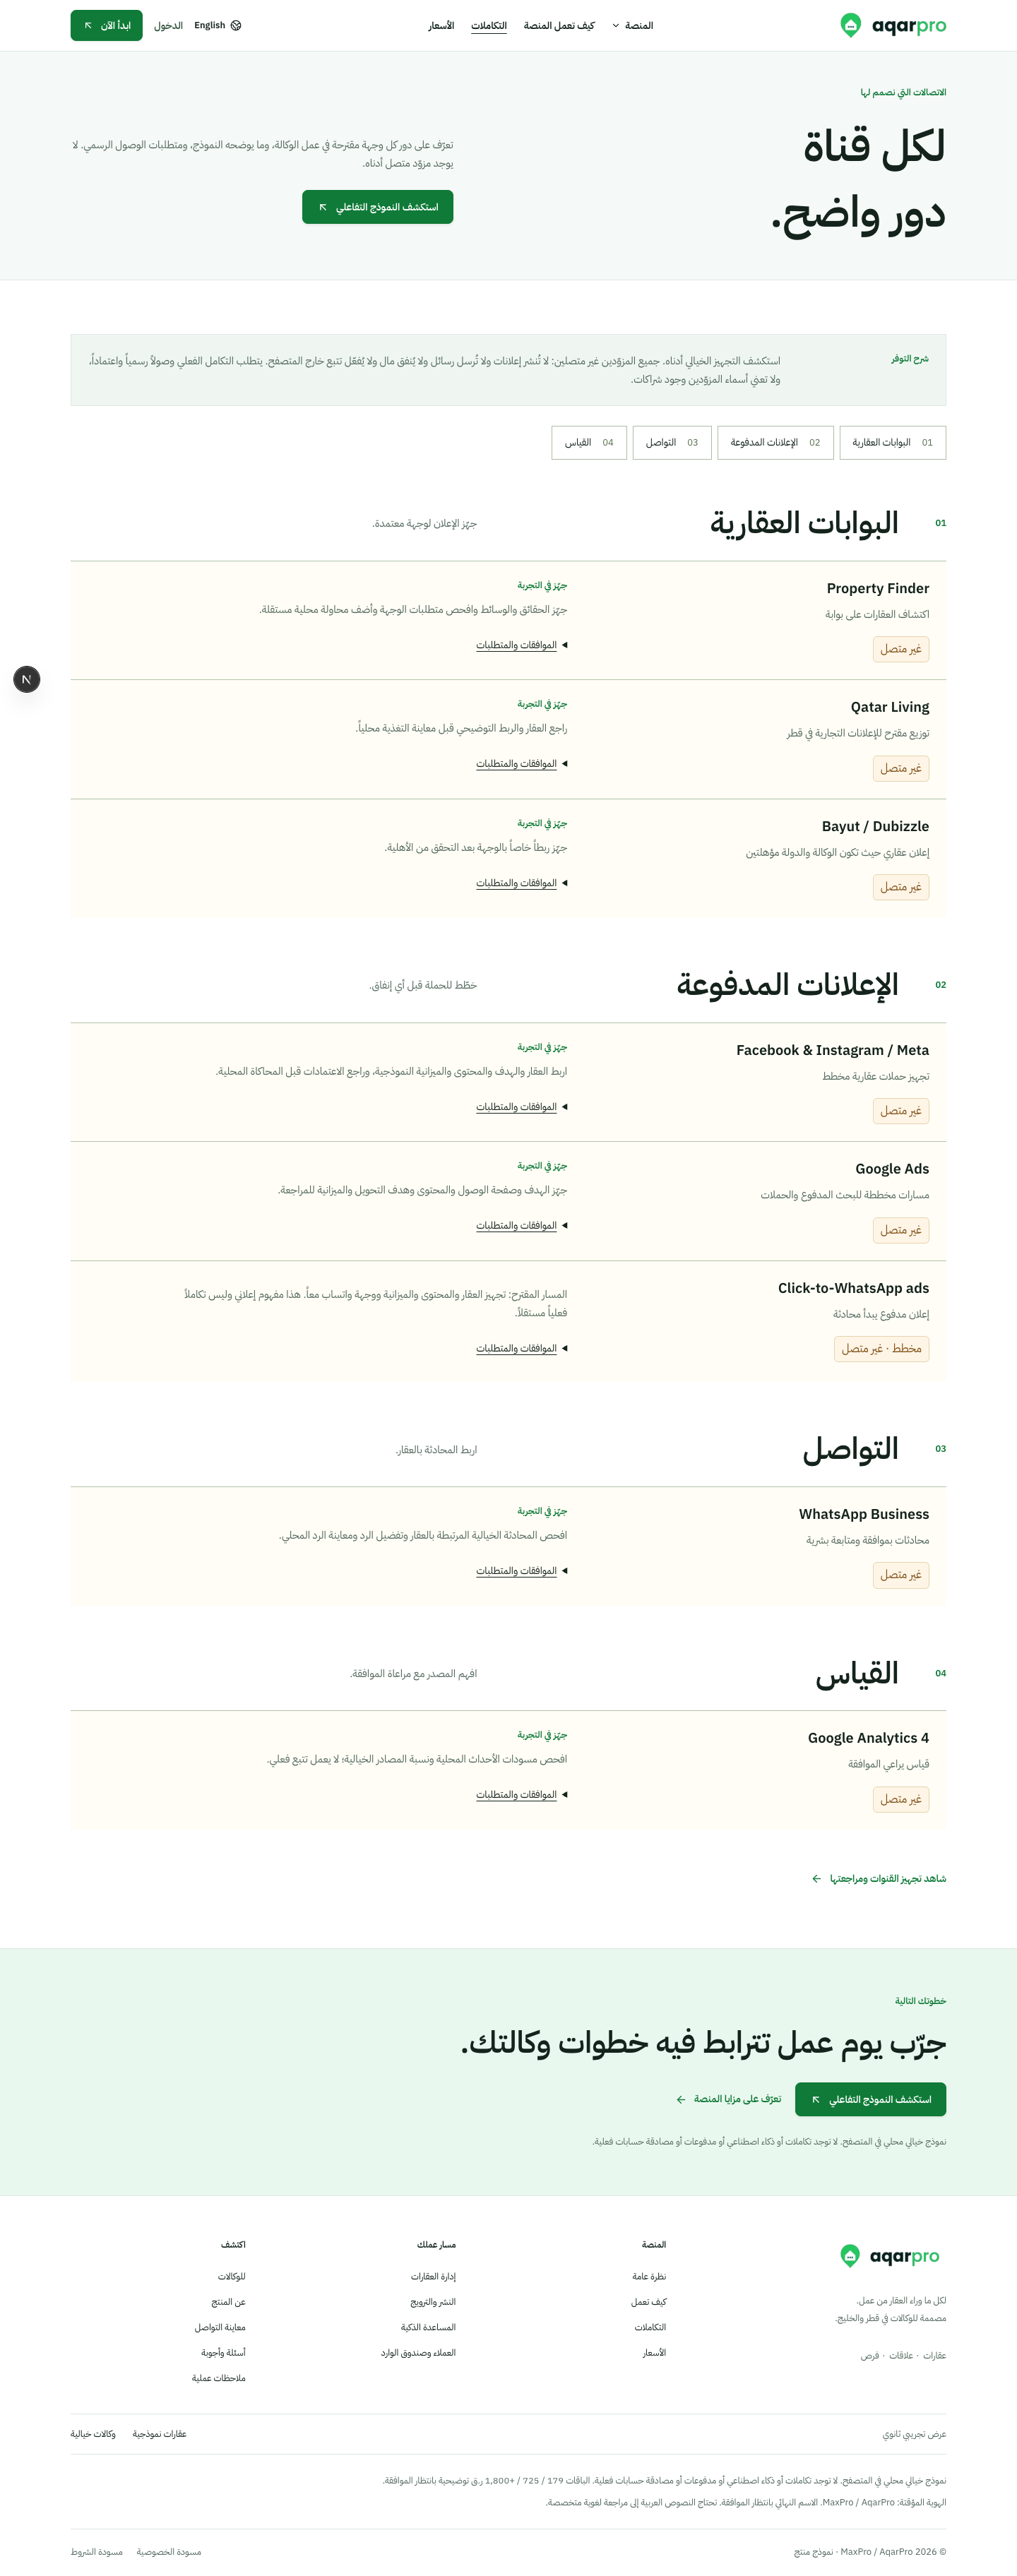 aqarpro
المنصة
كيف تعمل المنصة
التكاملات
الأسعار
English
الدخول
ابدأ الآن
الاتصالات التي نصمم لها
لكل قناة
دور واضح.
تعرّف على دور كل وجهة مقترحة في عمل الوكالة، وما يوضحه النموذج، ومتطلبات الوصول الرسمي. لا
يوجد مزوّد متصل أدناه.
استكشف النموذج التفاعلي
شرح التوفر
استكشف التجهيز الخيالي أدناه. جميع المزوّدين غير متصلين: لا تُنشر إعلانات ولا تُرسل رسائل ولا يُنفق مال ولا يُفعّل تتبع خارج المتصفح. يتطلب التكامل الفعلي وصولاً رسمياً واعتماداً،
ولا تعني أسماء المزوّدين وجود شراكات.
01 البوابات العقارية
02 الإعلانات المدفوعة
03 التواصل
04 القياس
01
البوابات العقارية
جهّز الإعلان لوجهة معتمدة.
Property Finder
اكتشاف العقارات على بوابة
غير متصل
جهّز في التجربة
جهّز الحقائق والوسائط وافحص متطلبات الوجهة وأضف محاولة محلية مستقلة.
الموافقات والمتطلبات
Qatar Living
توزيع مقترح للإعلانات التجارية في قطر
غير متصل
جهّز في التجربة
راجع العقار والربط التوضيحي قبل معاينة التغذية محلياً.
الموافقات والمتطلبات
Bayut / Dubizzle
إعلان عقاري حيث تكون الوكالة والدولة مؤهلتين
غير متصل
جهّز في التجربة
جهّز ربطاً خاصاً بالوجهة بعد التحقق من الأهلية.
الموافقات والمتطلبات
02
الإعلانات المدفوعة
خطّط للحملة قبل أي إنفاق.
Facebook & Instagram / Meta
تجهيز حملات عقارية مخطط
غير متصل
جهّز في التجربة
اربط العقار والهدف والمحتوى والميزانية النموذجية، وراجع الاعتمادات قبل المحاكاة المحلية.
الموافقات والمتطلبات
Google Ads
مسارات مخططة للبحث المدفوع والحملات
غير متصل
جهّز في التجربة
جهّز الهدف وصفحة الوصول والمحتوى وهدف التحويل والميزانية للمراجعة.
الموافقات والمتطلبات
Click-to-WhatsApp ads
إعلان مدفوع يبدأ محادثة
مخطط · غير متصل
المسار المقترح: تجهيز العقار والمحتوى والميزانية ووجهة واتساب معاً. هذا مفهوم إعلاني وليس تكاملاً
فعلياً مستقلاً.
الموافقات والمتطلبات
03
التواصل
اربط المحادثة بالعقار.
WhatsApp Business
محادثات بموافقة ومتابعة بشرية
غير متصل
جهّز في التجربة
افحص المحادثة الخيالية المرتبطة بالعقار وتفضيل الرد ومعاينة الرد المحلي.
الموافقات والمتطلبات
04
القياس
افهم المصدر مع مراعاة الموافقة.
Google Analytics 4
قياس يراعي الموافقة
غير متصل
جهّز في التجربة
افحص مسودات الأحداث المحلية ونسبة المصادر الخيالية؛ لا يعمل تتبع فعلي.
الموافقات والمتطلبات
شاهد تجهيز القنوات ومراجعتها
خطوتك التالية
جرّب يوم عمل تترابط فيه خطوات وكالتك.
استكشف النموذج التفاعلي
تعرّف على مزايا المنصة
نموذج خيالي محلي في المتصفح. لا توجد تكاملات أو ذكاء اصطناعي أو مدفوعات أو مصادقة حسابات فعلية.
aqarpro
لكل ما وراء العقار من عمل.
مصممة للوكالات في قطر والخليج.
عقارات · علاقات · فرص
المنصة
نظرة عامة
كيف تعمل
التكاملات
الأسعار
مسار عملك
إدارة العقارات
النشر والترويج
المساعدة الذكية
العملاء وصندوق الوارد
اكتشف
للوكالات
عن المنتج
معاينة التواصل
أسئلة وأجوبة
ملاحظات عملية
عرض تجريبي ثانوي
عقارات نموذجية
وكالات خيالية
نموذج خيالي محلي في المتصفح. لا توجد تكاملات أو ذكاء اصطناعي أو مدفوعات أو مصادقة حسابات فعلية. الباقات 179 / 725 / 1,800+ ر.ق توضيحية بانتظار الموافقة.
الهوية المؤقتة: MaxPro / AqarPro. الاسم النهائي بانتظار الموافقة. تحتاج النصوص العربية إلى مراجعة لغوية متخصصة.
© 2026 MaxPro / AqarPro · نموذج منتج
مسودة الخصوصية
مسودة الشروط